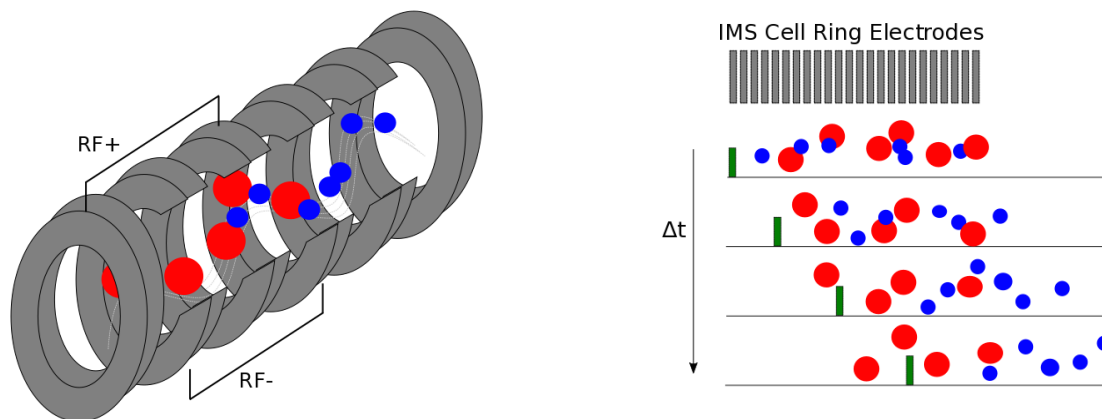 IMS Cell Ring Electrodes
RF+
Δt
RF-